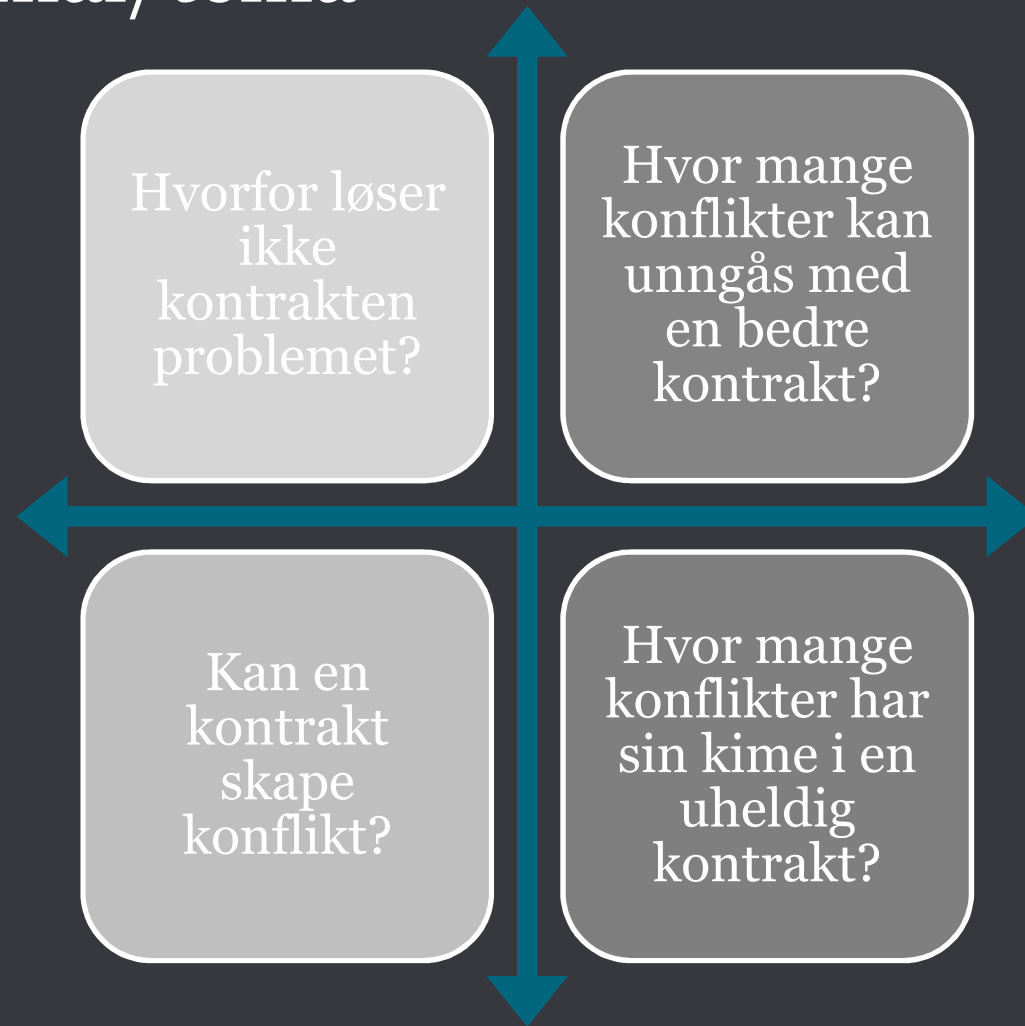 Hvorfor løser
ikke
kontrakten
problemet?
Hvor mange
konflikter kan
unngås med
en bedre
kontrakt?
Kan en
kontrakt
skape
konflikt?
Hvor mange
konflikter har
sin kime i en
uheldig
kontrakt?